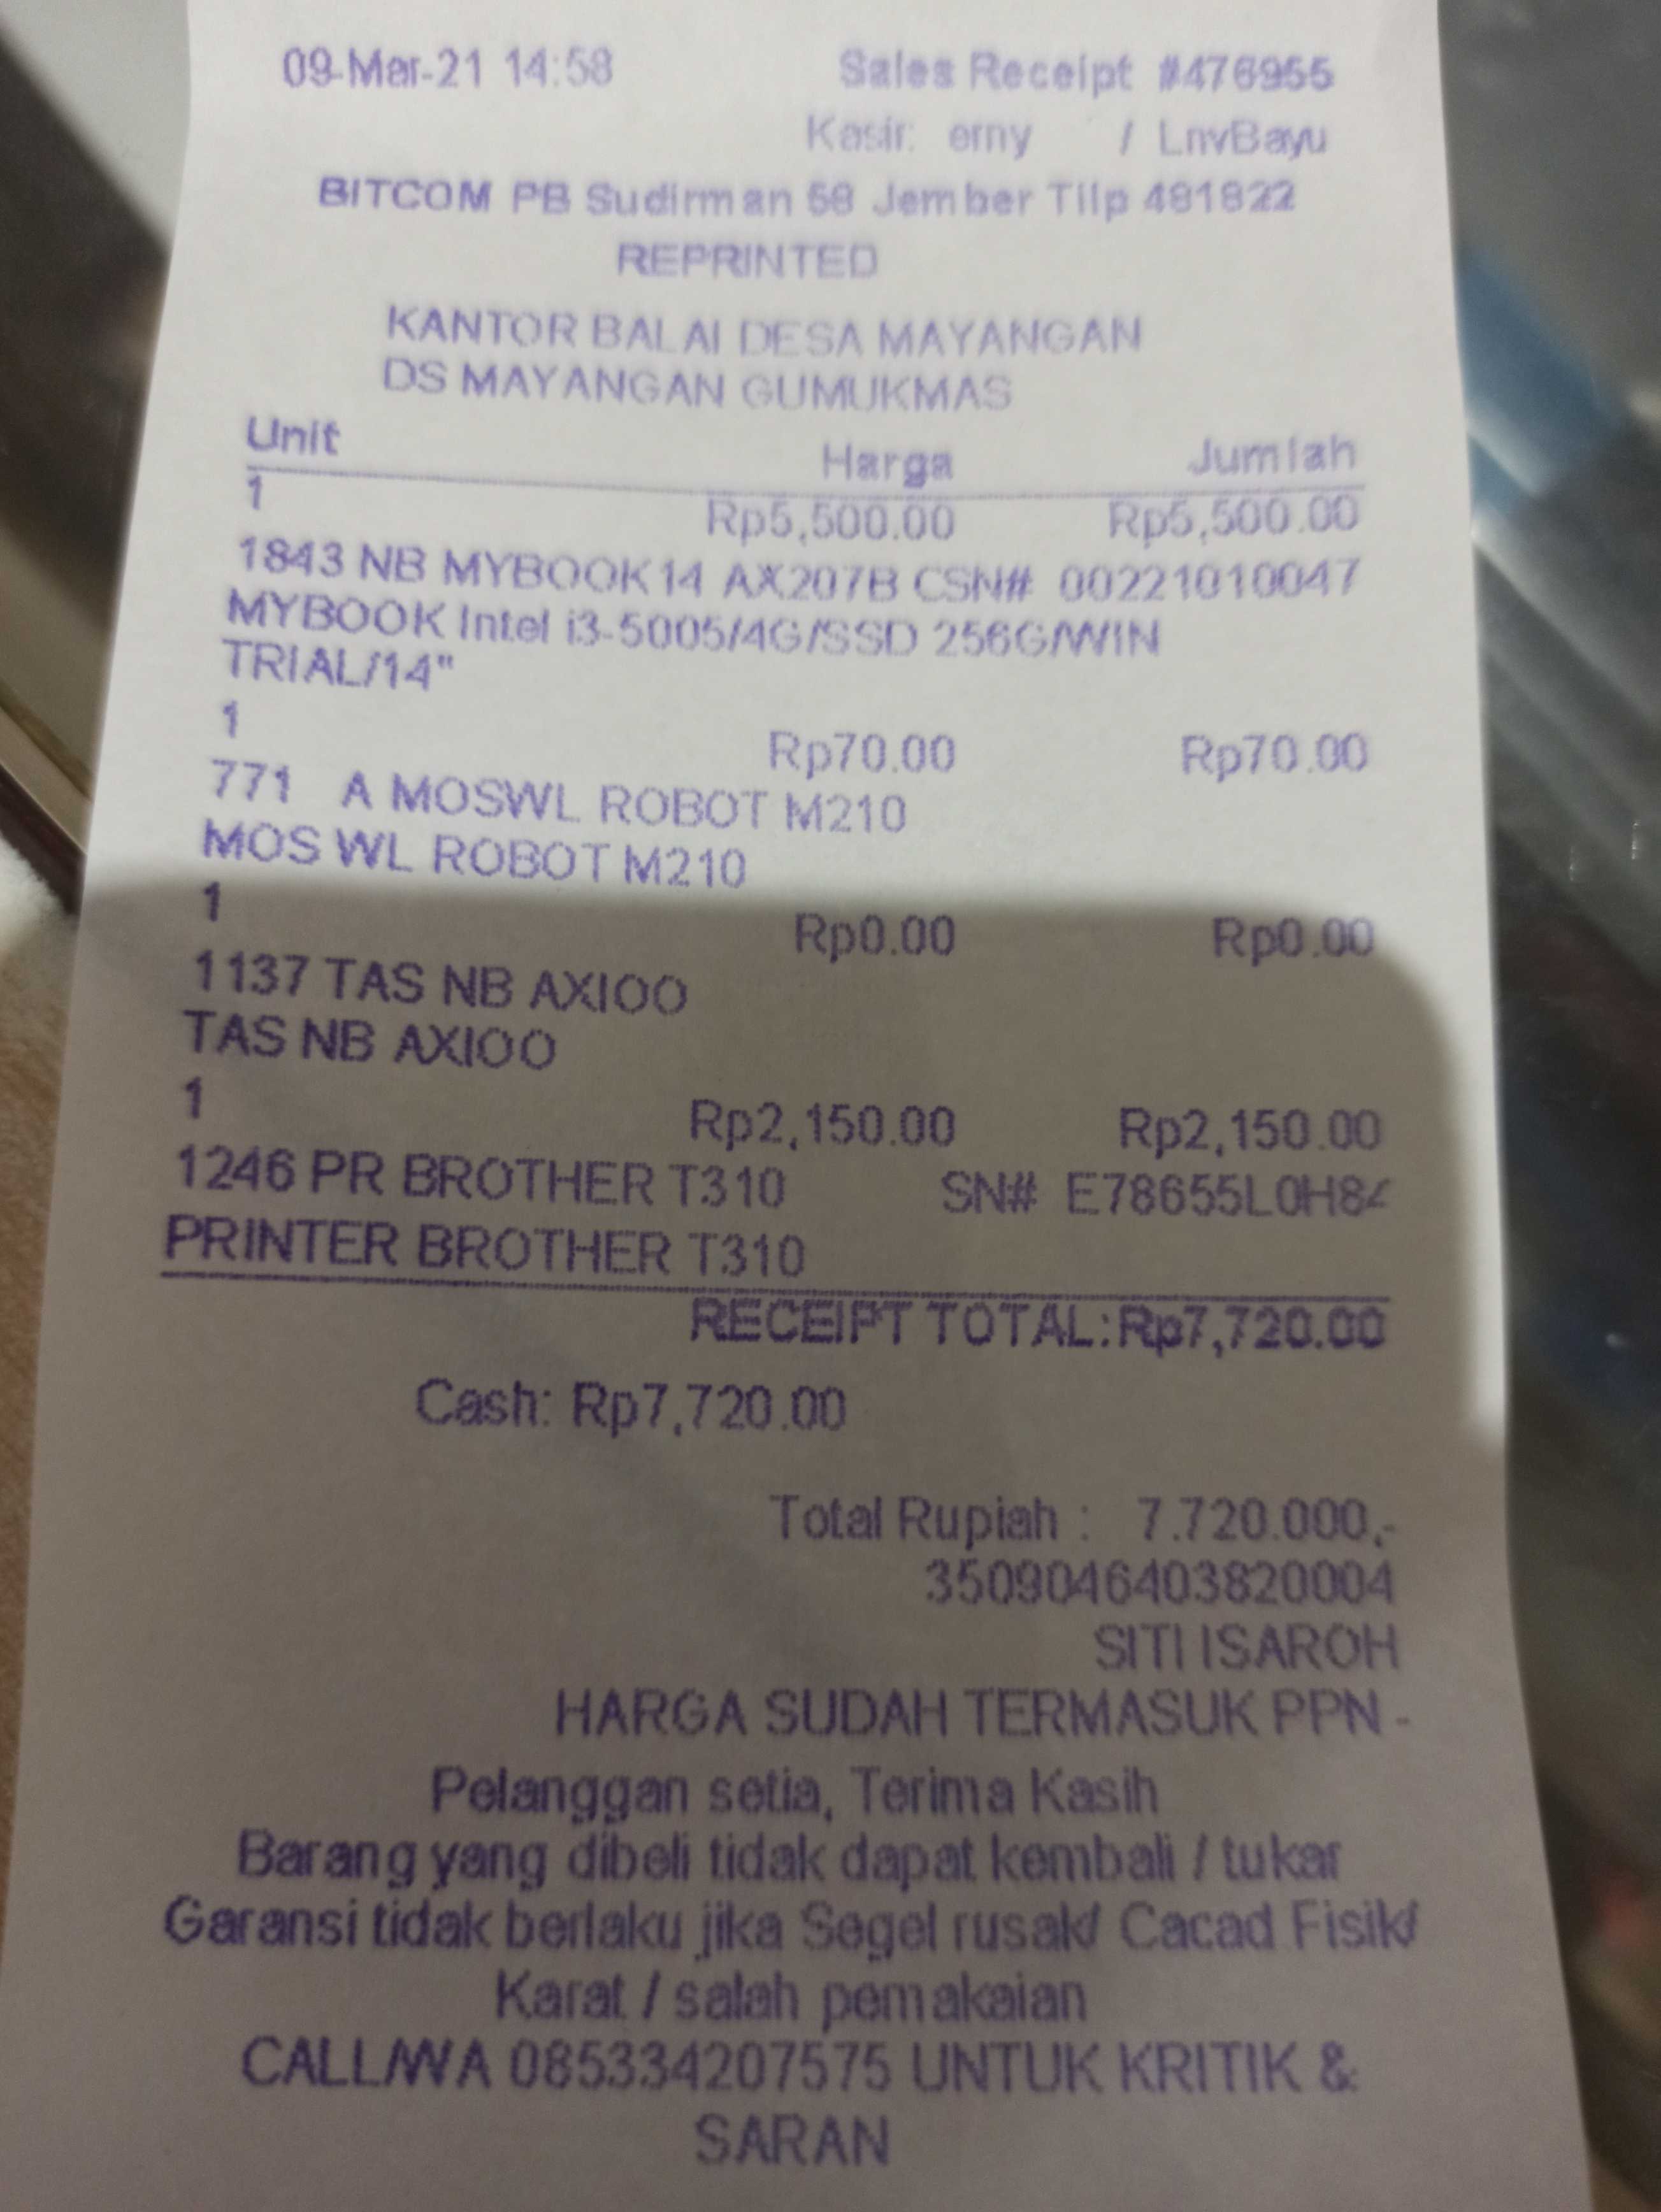 09-Mar-21 14:58 Sales Receipt #476955
Kasir: erny / LnvBayu
BITCOM PB Sudirman 58 Jember Tllp 481822
REPRINTED
KANTOR BALAI DESA MAYANGAN
DS MAYANGAN GUMUKMAS
Unit Harga Jumlah
1 Rp5,500.00 Rp5,500.00
1843 NB MYBOOK14 AX207B CSN# 00221010047
MYBOOK Intel i3-5005/4G/SSD 256G/WIN
TRIAL/14"
1 Rp70.00 Rp70.00
771 A MOSWL ROBOT M210
MOS WL ROBOT M210
1 Rp0.00 Rp0.00
1137 TAS NB AXIOO
TAS NB AXIOO
1 Rp2,150.00 Rp2,150.00
1246 PR BROTHER T310 SN#
PRINTER BROTHER T310
RECEIPT TOTAL: Rp7,720.00
Cash: Rp7,720.00
Total Rupiah : 7.720.000,-
3509046403820004
SITI ISAROH
HARGA SUDAH TERMASUK PPN -
Pelanggan setia, Terima Kasih
Barang yang dibeli tidak dapat kembali / tukar
Garansi tidak berlaku jika Segel rusak/ Cacad Fisik/
Karat / salah pemakaian
CALL/WA 085334207575 UNTUK KRITIK &
SARAN